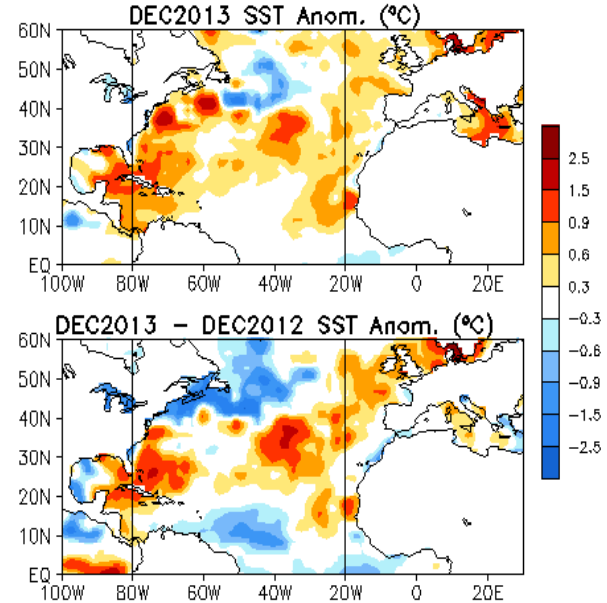 DEC2013 SST Anom. (ºC)
60N
50N
40N
30N
20N
10N
EQ
100W 80W 60W 40W 20W 0 20E
DEC2013 - DEC2012 SST Anom. (ºC)
60N
50N
40N
30N
20N
10N
EQ
100W 80W 60W 40W 20W 0 20E
2.5
1.5
0.9
0.6
0.3
-0.3
-0.6
-0.9
-1.5
-2.5